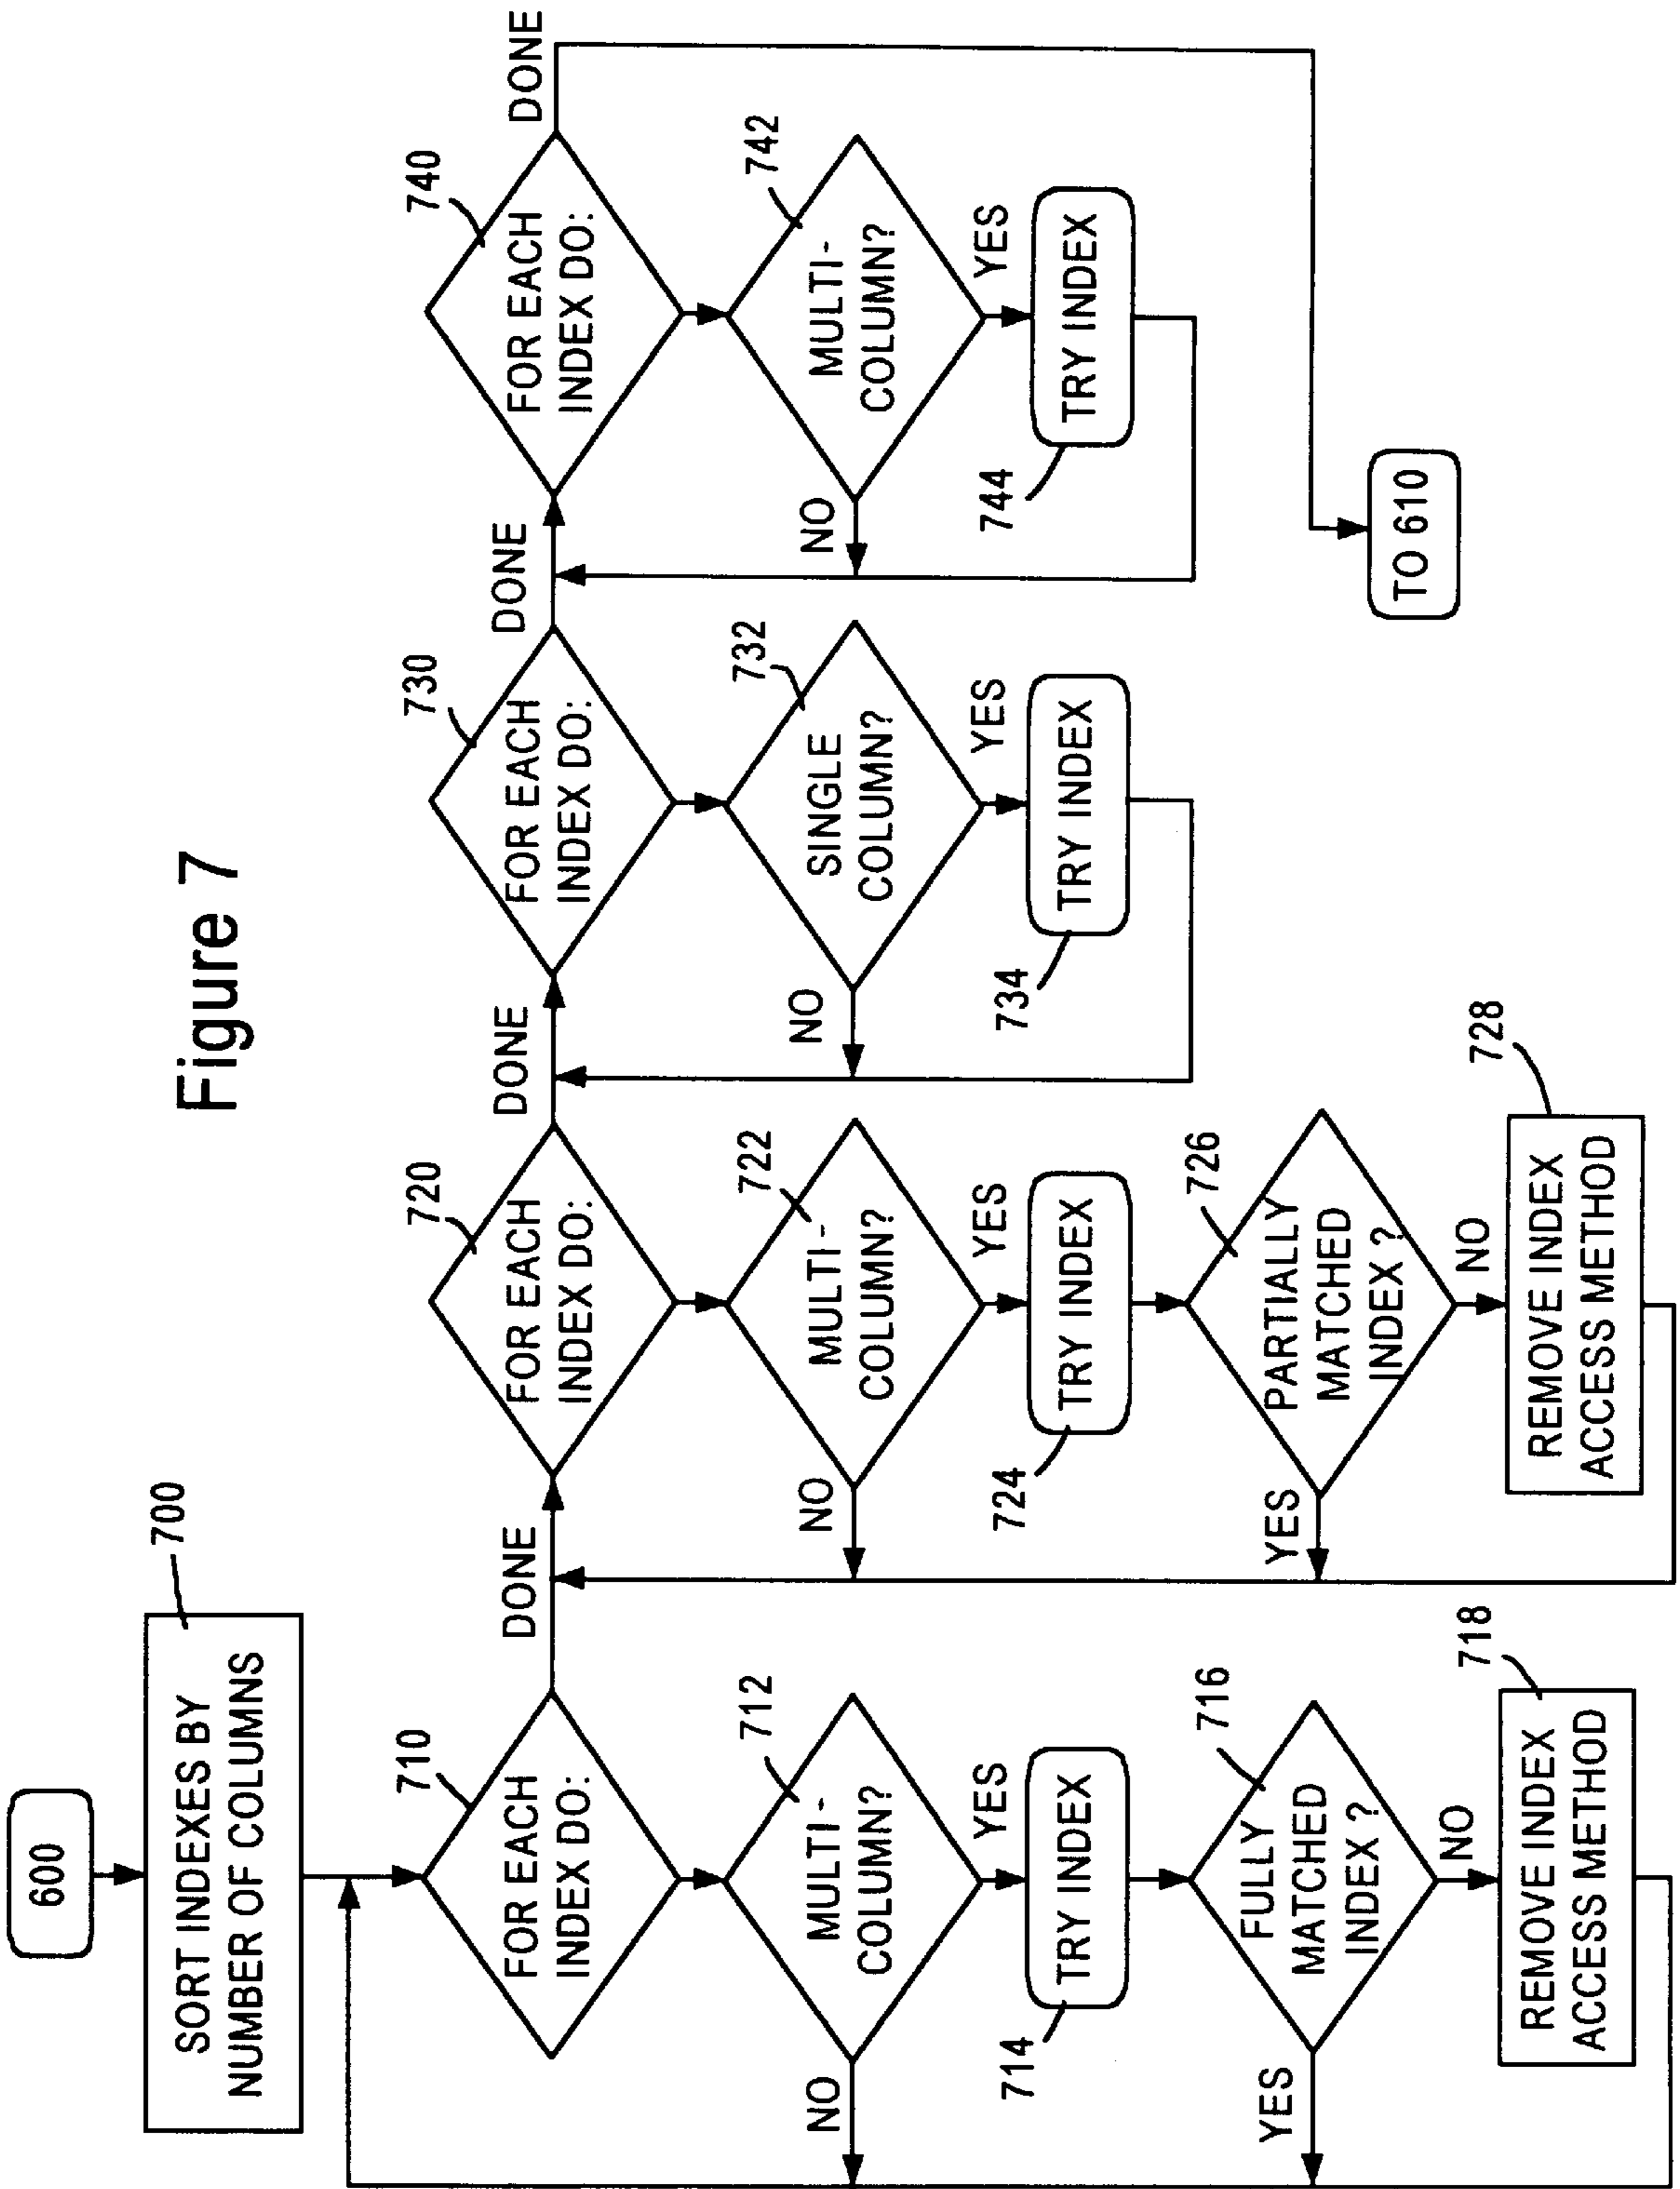 Figure 7
600
700
SORT INDEXES BY
NUMBER OF COLUMNS
710
FOR EACH
INDEX DO:
DONE
712
MULTI-
COLUMN?
NO
YES
714
TRY INDEX
716
FULLY
MATCHED
INDEX ?
YES
NO
718
REMOVE INDEX
ACCESS METHOD
720
FOR EACH
INDEX DO:
DONE
722
MULTI-
COLUMN?
NO
YES
724
TRY INDEX
726
PARTIALLY
MATCHED
INDEX ?
YES
NO
728
REMOVE INDEX
ACCESS METHOD
730
FOR EACH
INDEX DO:
DONE
732
SINGLE
COLUMN?
NO
YES
734
TRY INDEX
740
FOR EACH
INDEX DO:
DONE
742
MULTI-
COLUMN?
NO
YES
744
TRY INDEX
TO 610